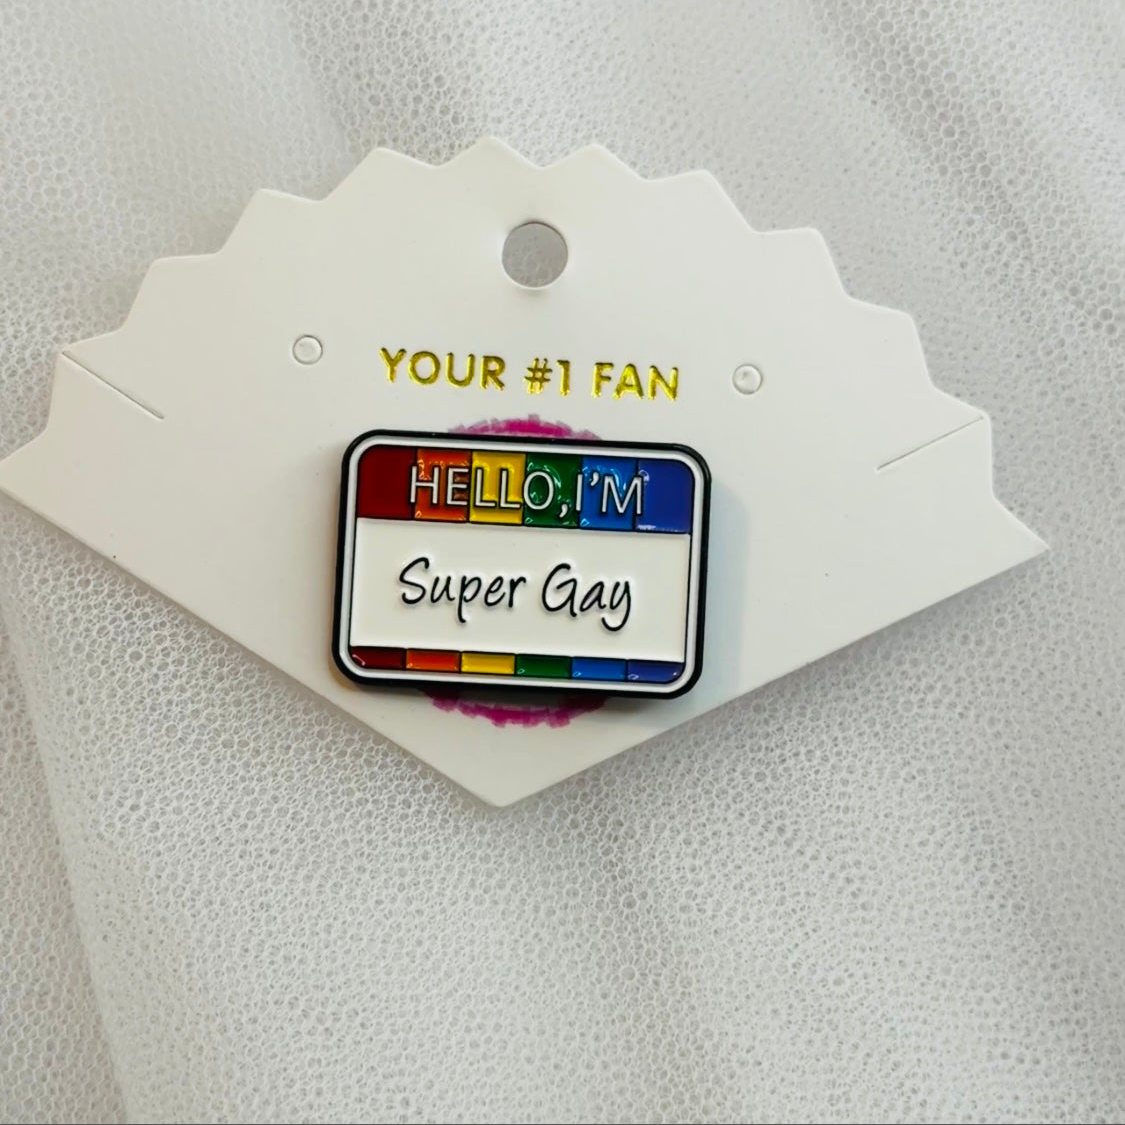 YOUR #1 FAN
HELLO,I'M
Super Gay